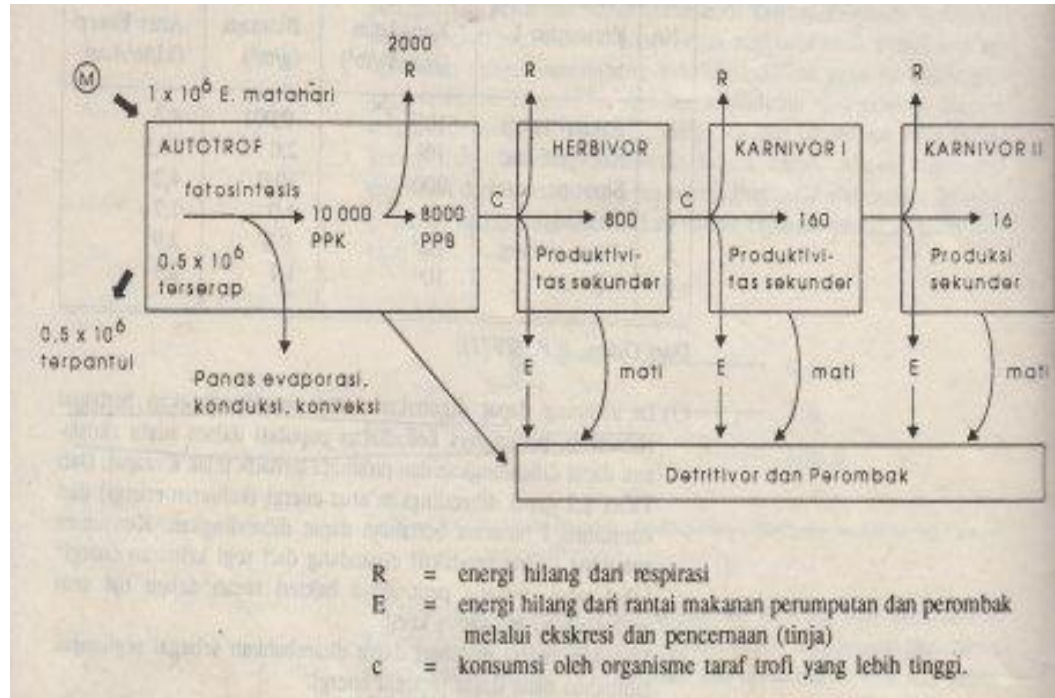 2000
R R R R
M
1 x 10⁶ E. matahari
AUTOTROF HERBIVOR KARNIVOR I KARNIVOR II
fotosintesis
C C
10 000 8000 800 160 16
PPK PPB
Produktivi- Produktivi- Produksi
tas sekunder tas sekunder sekunder
0,5 x 10⁶
terserap
0,5 x 10⁶
terpantul
E mati E mati E mati
Panas evaporasi,
konduksi, konveksi
Detritivor dan Perombak
R = energi hilang dari respirasi
E = energi hilang dari rantai makanan perumputan dan perombak
melalui ekskresi dan pencernaan (tinja)
c = konsumsi oleh organisme taraf trofi yang lebih tinggi.